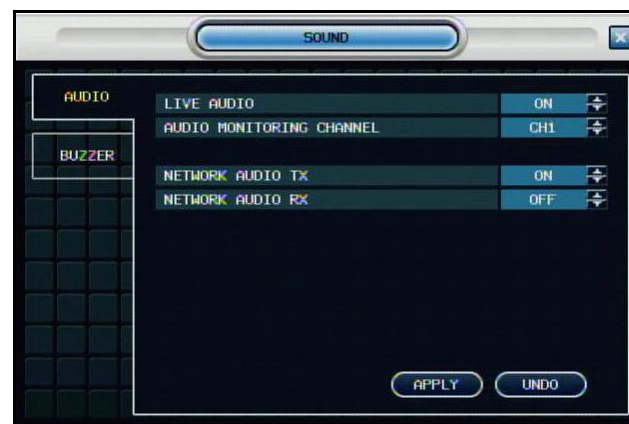 SOUND
AUDIO
BUZZER
LIVE AUDIO ON
AUDIO MONITORING CHANNEL CH1
NETWORK AUDIO TX ON
NETWORK AUDIO RX OFF
APPLY UNDO